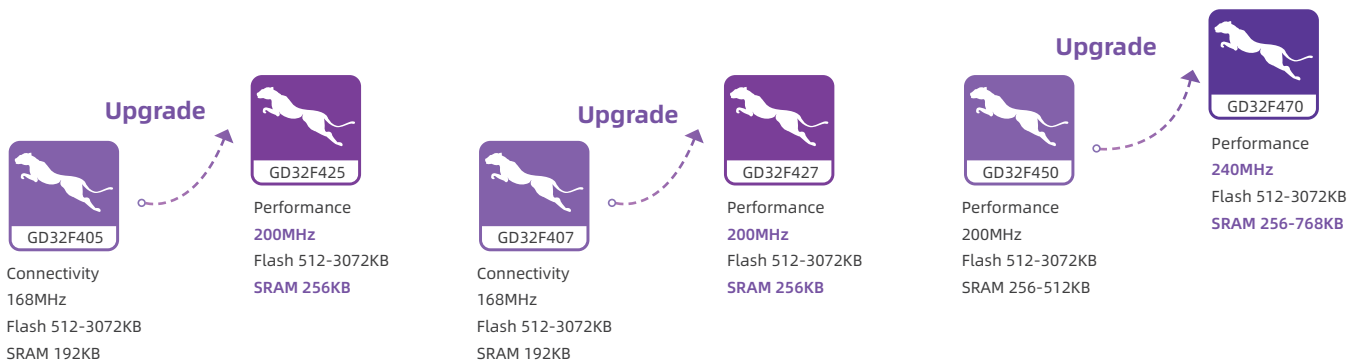 Upgrade
GD32F405
Connectivity
168MHz
Flash 512-3072KB
SRAM 192KB
GD32F425
Performance
200MHz
Flash 512-3072KB
SRAM 256KB
Upgrade
GD32F407
Connectivity
168MHz
Flash 512-3072KB
SRAM 192KB
GD32F427
Performance
200MHz
Flash 512-3072KB
SRAM 256KB
Upgrade
GD32F450
Performance
200MHz
Flash 512-3072KB
SRAM 256-512KB
GD32F470
Performance
240MHz
Flash 512-3072KB
SRAM 256-768KB